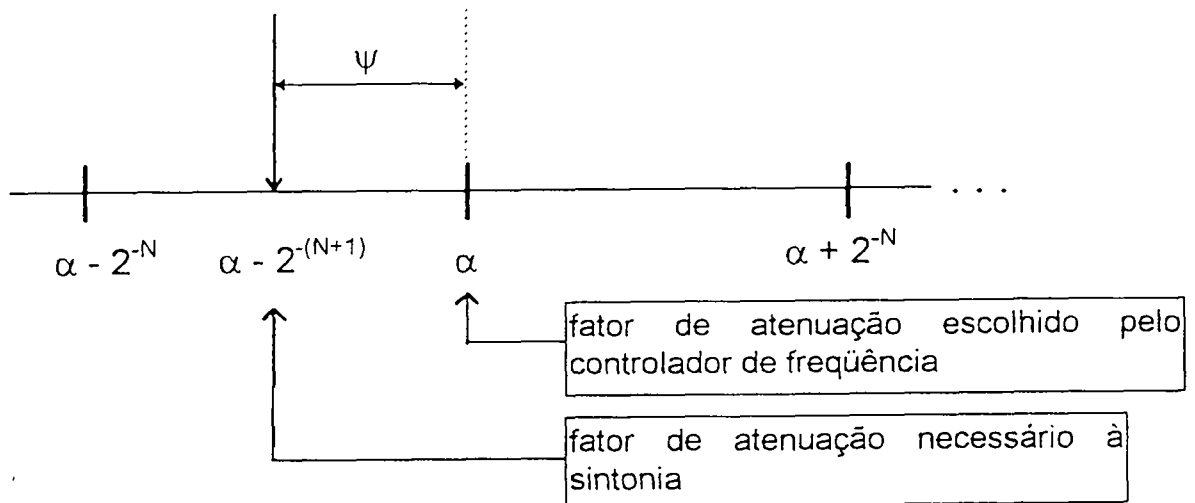 ψ
. . .
α - 2^-N α - 2^-(N+1) α α + 2^-N
fator de atenuação escolhido pelo
controlador de freqüência
fator de atenuação necessário à
sintonia